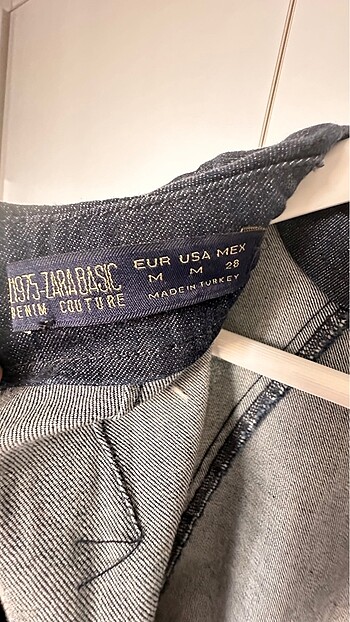 1975-ZARA BASIC
DENIM COUTURE
EUR USA MEX
M M 28
MADE IN TURKEY